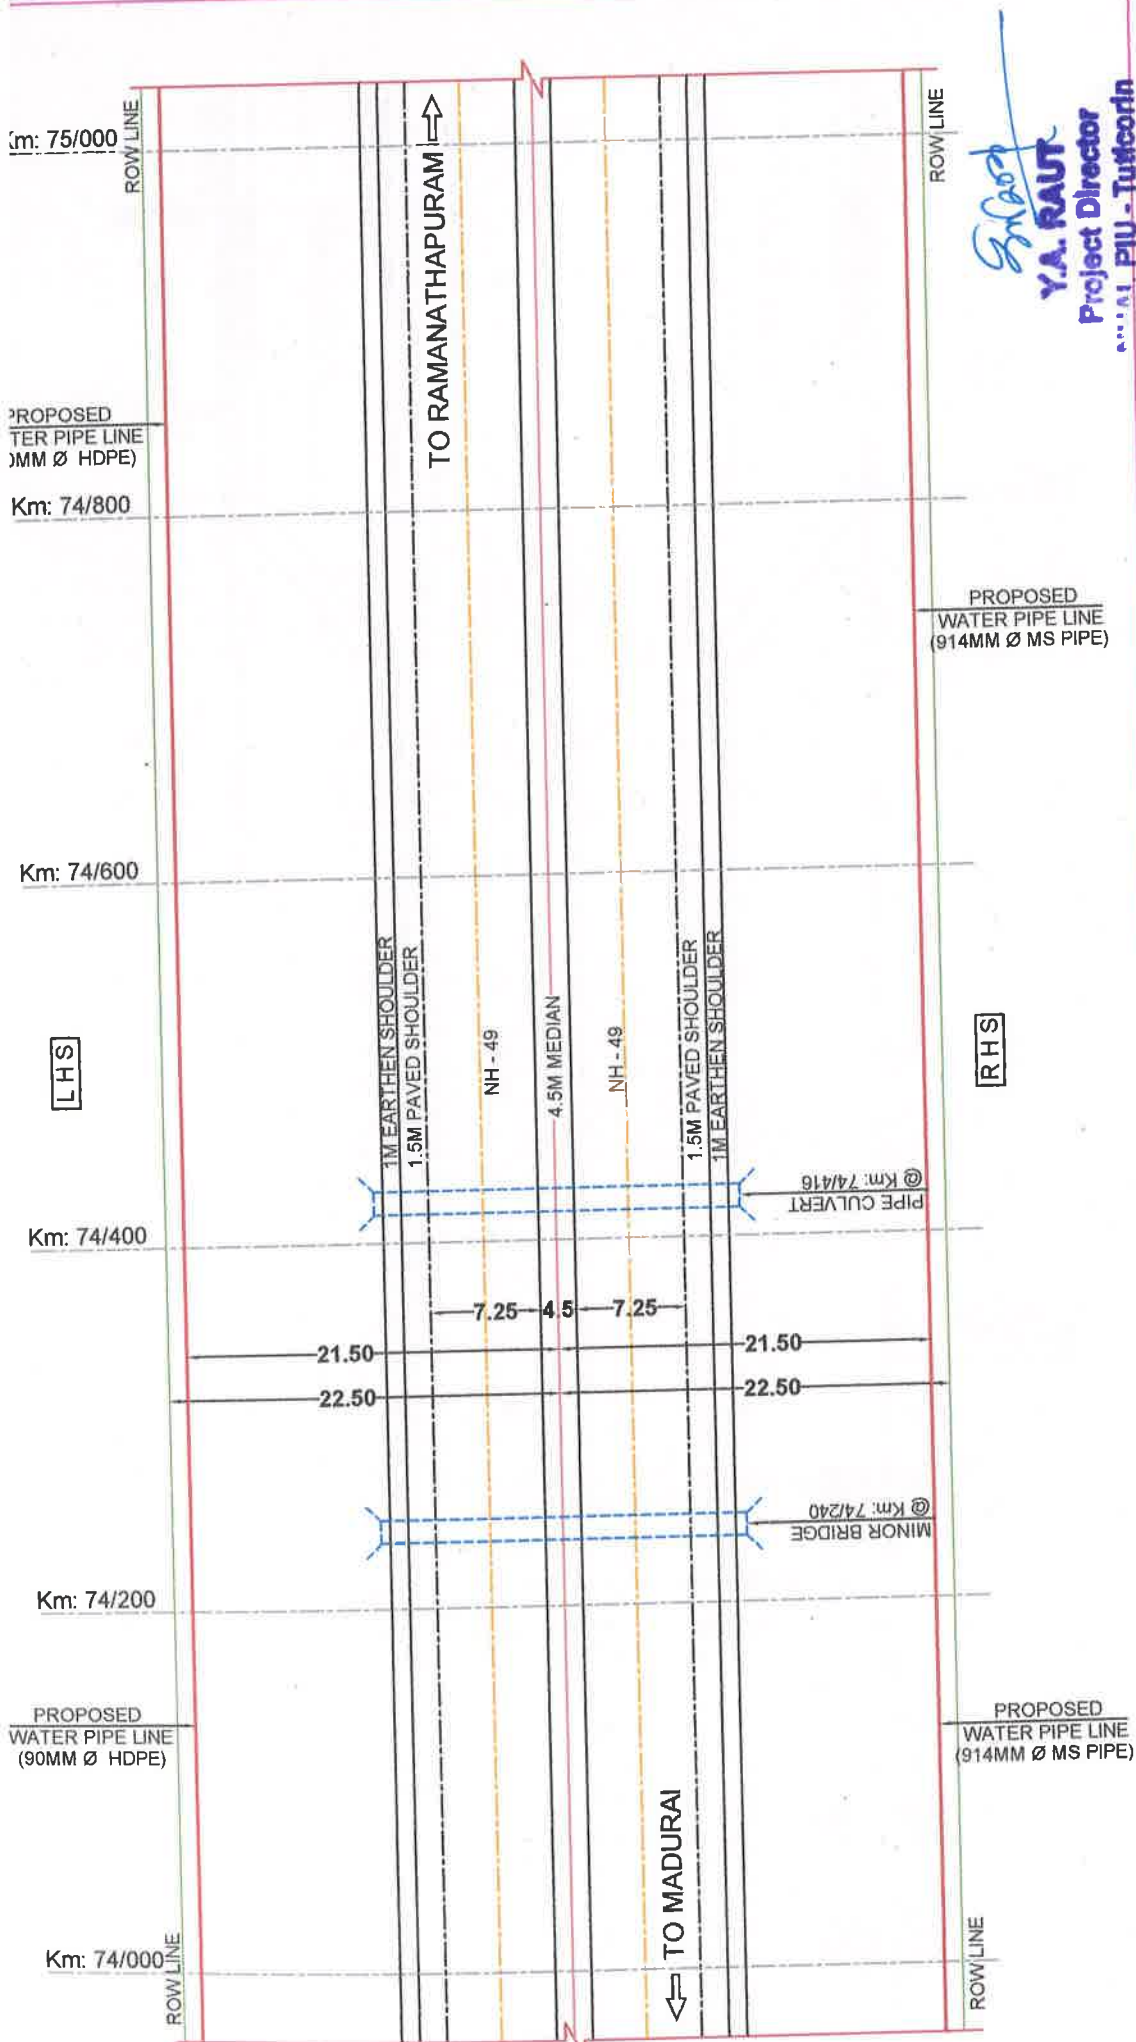 Km: 75/000
ROW LINE
TO RAMANATHAPURAM
ROW LINE
Y.A. RAUT
Project Director
PIU - Tuticorin
PROPOSED
TER PIPE LINE
0MM Ø HDPE)
Km: 74/800
PROPOSED
WATER PIPE LINE
(914MM Ø MS PIPE)
Km: 74/600
LHS
1M EARTHEN SHOULDER
1.5M PAVED SHOULDER
NH - 49
4.5M MEDIAN
NH - 49
1.5M PAVED SHOULDER
1M EARTHEN SHOULDER
RHS
PIPE CULVERT
@ Km: 74/416
Km: 74/400
7.25 4.5 7.25
21.50 21.50
22.50 22.50
MINOR BRIDGE
@ Km: 74/240
Km: 74/200
PROPOSED
WATER PIPE LINE
(90MM Ø HDPE)
PROPOSED
WATER PIPE LINE
(914MM Ø MS PIPE)
TO MADURAI
Km: 74/000
ROW LINE
ROW LINE